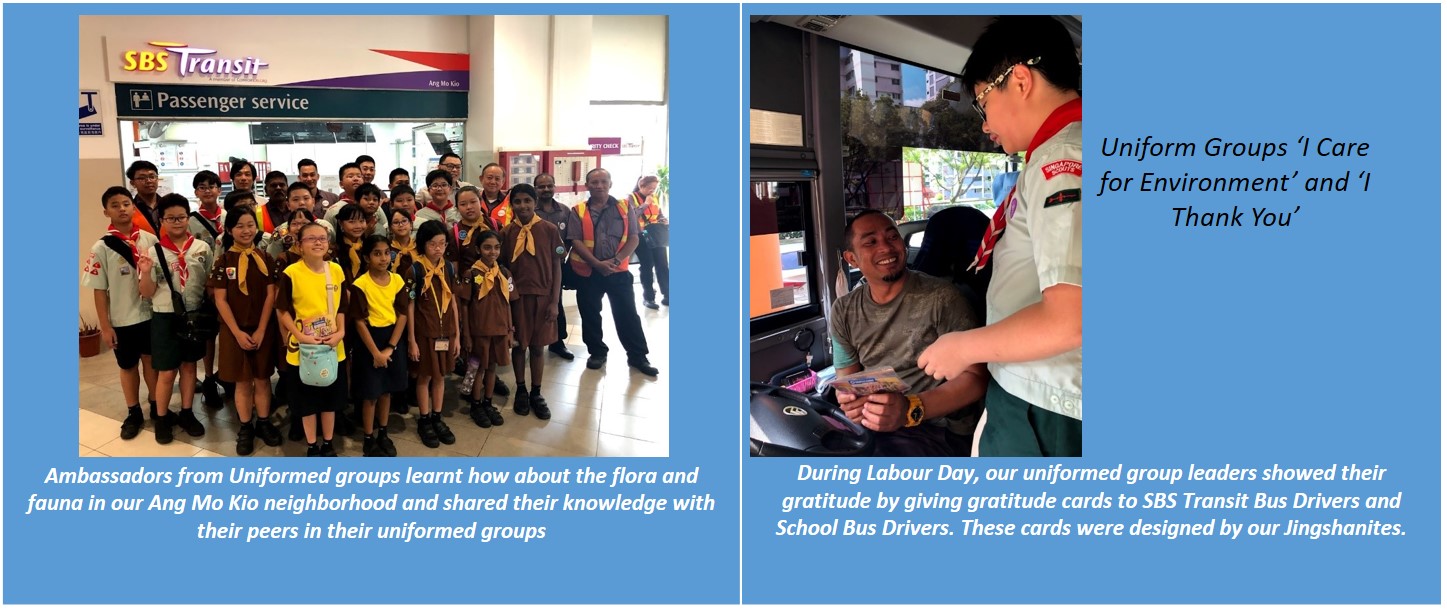 SBS Transit
Ang Mo Kio
Passenger service
Ambassadors from Uniformed groups learnt how about the flora and
fauna in our Ang Mo Kio neighborhood and shared their knowledge with
their peers in their uniformed groups
SINGAPORE
SCOUTS
Uniform Groups ‘I Care
for Environment’ and ‘I
Thank You’
During Labour Day, our uniformed group leaders showed their
gratitude by giving gratitude cards to SBS Transit Bus Drivers and
School Bus Drivers. These cards were designed by our Jingshanites.